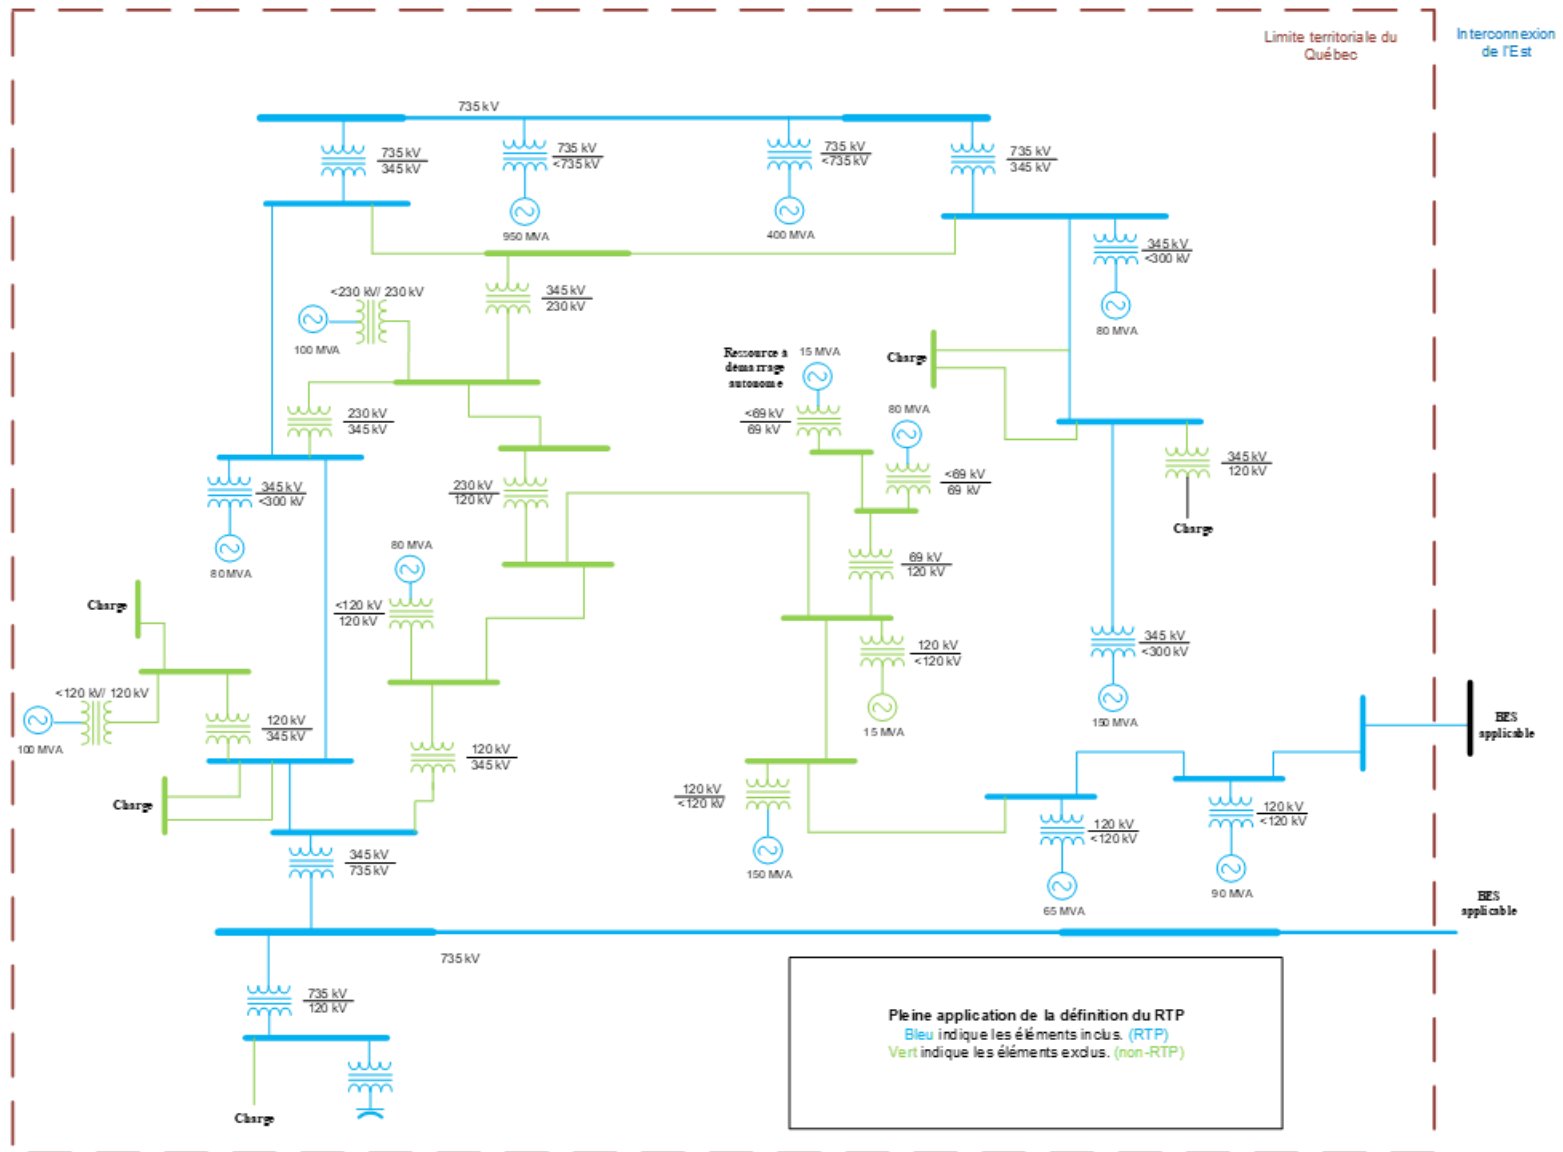 Limite territoriale du
Québec
Interconnexion
de l'Est
735 kV
735 kV
345 kV
735 kV
<735 kV
950 MVA
735 kV
<735 kV
400 MVA
735 kV
345 kV
345 kV
<300 kV
80 MVA
<230 kV/ 230 kV
100 MVA
345 kV
230 kV
Ressource à
démarrage
autonome
15 MVA
Charge
<69 kV
69 kV
80 MVA
<69 kV
69 kV
230 kV
345 kV
345 kV
120 kV
Charge
345 kV
<300 kV
80 MVA
230 kV
120 kV
80 MVA
<120 kV
120 kV
69 kV
120 kV
Charge
120 kV
<120 kV
15 MVA
345 kV
<300 kV
150 MVA
<120 kV/ 120 kV
100 MVA
120 kV
345 kV
120 kV
345 kV
BES
applicable
Charge
120 kV
<120 kV
150 MVA
120 kV
<120 kV
65 MVA
120 kV
<120 kV
90 MVA
345 kV
735 kV
BES
applicable
735 kV
735 kV
120 kV
Charge
Pleine application de la définition du RTP
Bleu indique les éléments inclus. (RTP)
Vert indique les éléments exclus. (non-RTP)